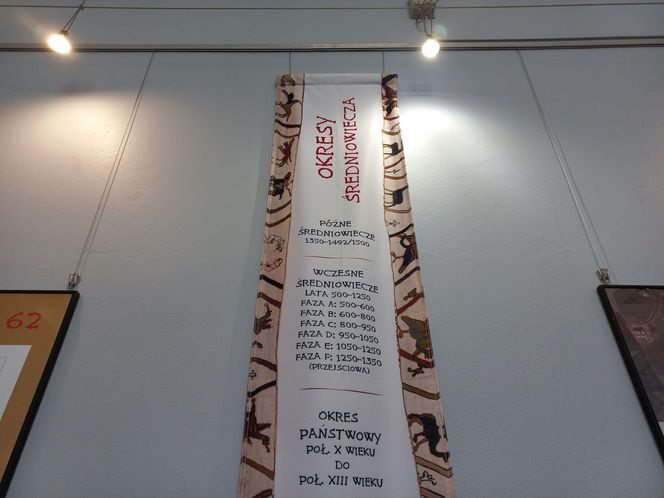 OKRESY
ŚREDNIOWIECZA
PÓŹNE
ŚREDNIOWIECZE
1350-1492/1500
WCZESNE
ŚREDNIOWIECZE
LATA 500-1250
FAZA A: 500-600
FAZA B: 600-800
FAZA C: 800-950
FAZA D: 950-1050
FAZA E: 1050-1250
FAZA F: 1250-1350
(PRZEJŚCIOWA)
OKRES
PAŃSTWOWY
POŁ. X WIEKU
DO
POŁ. XIII WIEKU
62